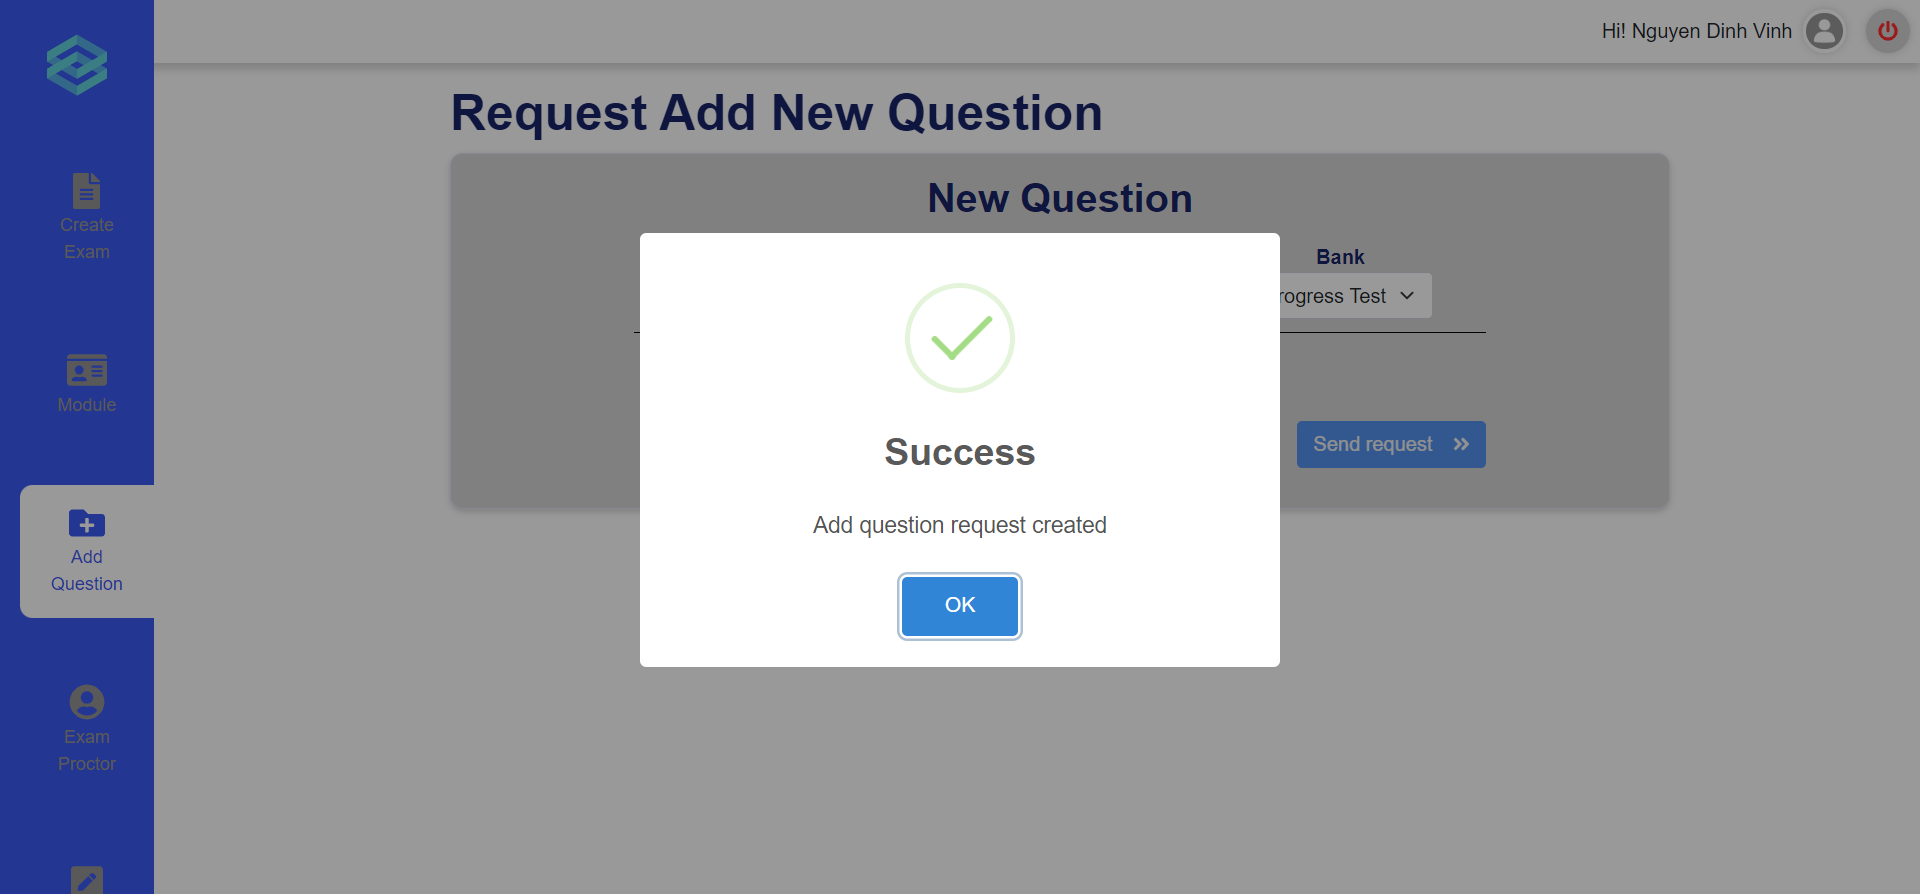 Hi! Nguyen Dinh Vinh
Create
Exam
Module
Add
Question
Exam
Proctor
Request Add New Question
New Question
Bank
rogress Test
Send request
Success
Add question request created
OK